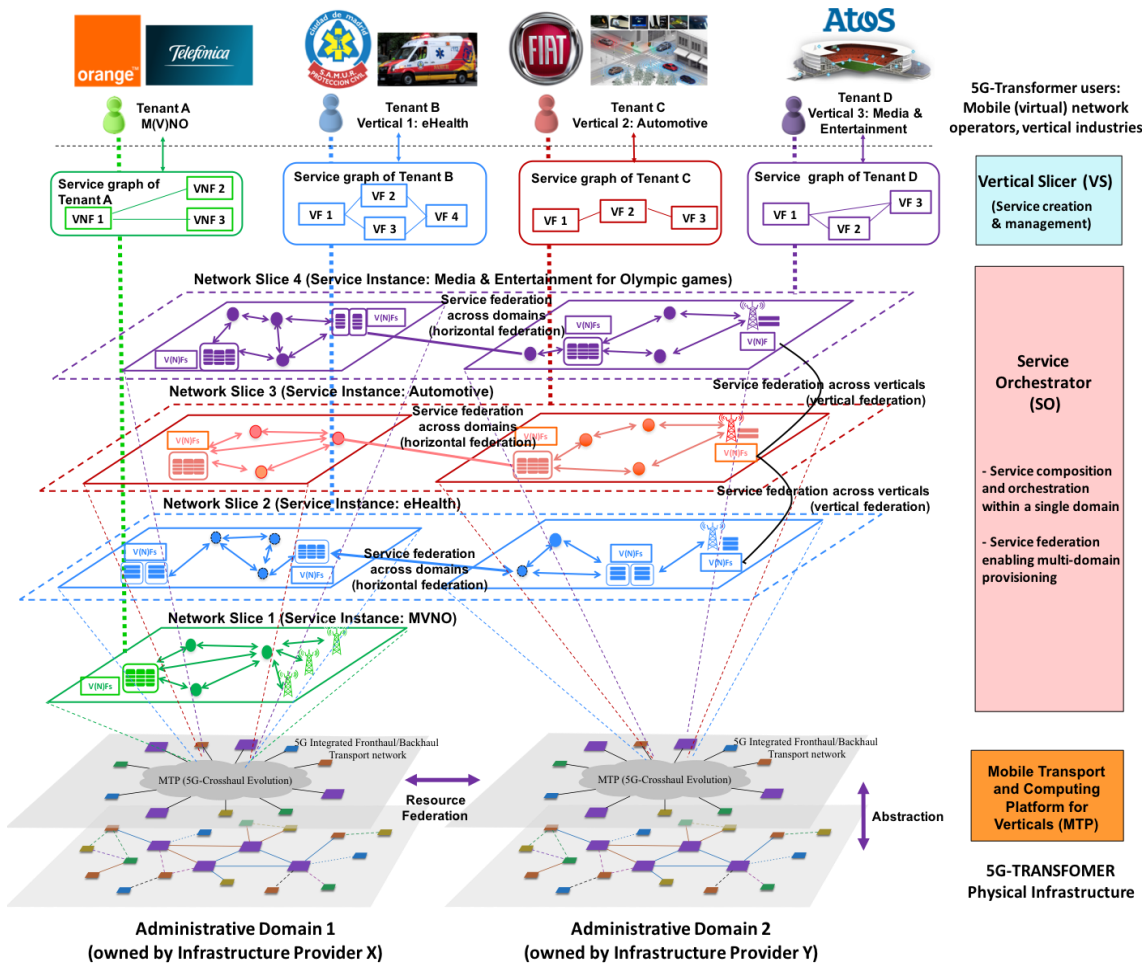 orange™
Telefónica
ciudad de madrid
S.A.M.U.R.
PROTECCION CIVIL
FIAT
Atos
Tenant A
M(V)NO
Tenant B
Vertical 1: eHealth
Tenant C
Vertical 2: Automotive
Tenant D
Vertical 3: Media &
Entertainment
5G-Transformer users:
Mobile (virtual) network
operators, vertical industries
Service graph of
Tenant A
VNF 1
VNF 2
VNF 3
Service graph of Tenant B
VF 1
VF 2
VF 3
VF 4
Service graph of Tenant C
VF 1
VF 2
VF 3
Service graph of Tenant D
VF 1
VF 2
VF 3
Vertical Slicer (VS)
(Service creation
& management)
Network Slice 4 (Service Instance: Media & Entertainment for Olympic games)
Service federation
across domains
(horizontal federation)
V(N)Fs
V(N)Fs
V(N)Fs
V(N)F
Service federation across verticals
(vertical federation)
Network Slice 3 (Service Instance: Automotive)
Service federation
across domains
(horizontal federation)
V(N)Fs
V(N)Fs
V(N)Fs
Service federation across verticals
(vertical federation)
Network Slice 2 (Service Instance: eHealth)
Service federation
across domains
(horizontal federation)
V(N)Fs
V(N)Fs
V(N)Fs
V(N)Fs
Network Slice 1 (Service Instance: MVNO)
V(N)Fs
Service
Orchestrator
(SO)
- Service composition
and orchestration
within a single domain
- Service federation
enabling multi-domain
provisioning
5G Integrated Fronthaul/Backhaul
Transport network
MTP (5G-Crosshaul Evolution)
Resource
Federation
5G Integrated Fronthaul/Backhaul
Transport network
MTP (5G-Crosshaul Evolution)
Abstraction
Mobile Transport
and Computing
Platform for
Verticals (MTP)
5G-TRANSFOMER
Physical Infrastructure
Administrative Domain 1
(owned by Infrastructure Provider X)
Administrative Domain 2
(owned by Infrastructure Provider Y)